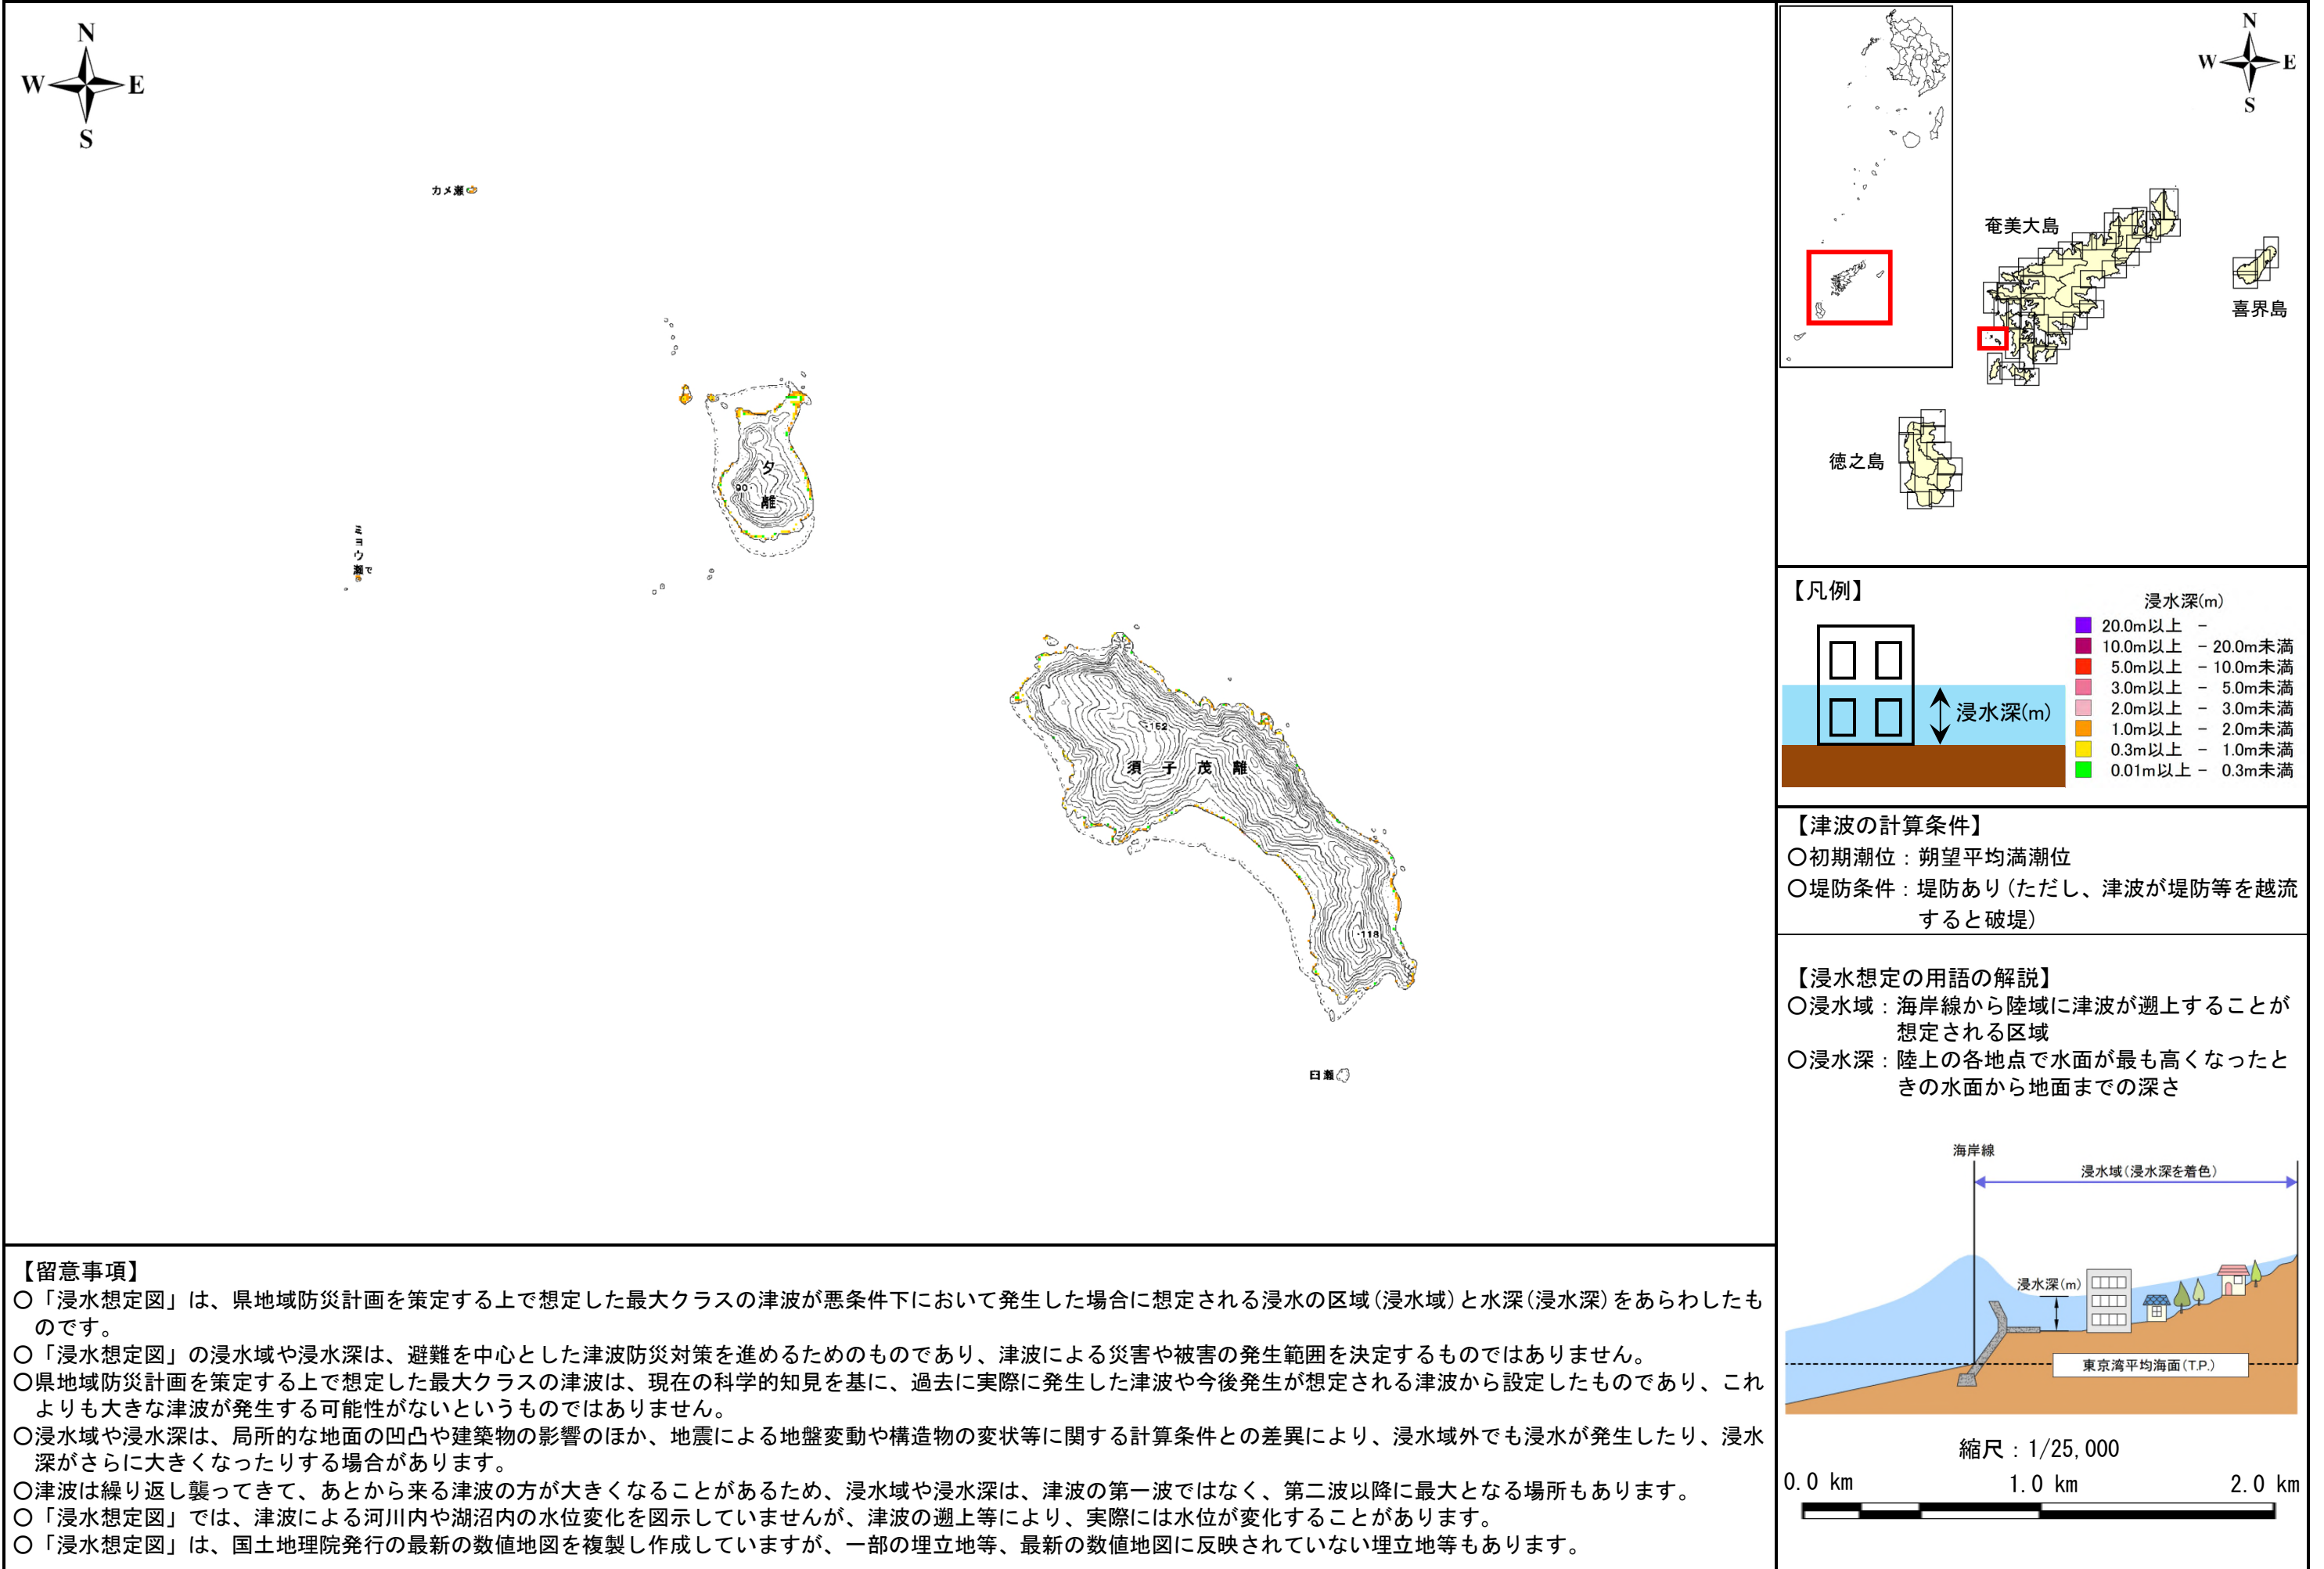 N
W E
S
カメ瀬
夕
90
離
ミョウ瀬
152
須子茂離
118
臼瀬
【留意事項】
○「浸水想定図」は、県地域防災計画を策定する上で想定した最大クラスの津波が悪条件下において発生した場合に想定される浸水の区域(浸水域)と水深(浸水深)をあらわしたも
のです。
○「浸水想定図」の浸水域や浸水深は、避難を中心とした津波防災対策を進めるためのものであり、津波による災害や被害の発生範囲を決定するものではありません。
○県地域防災計画を策定する上で想定した最大クラスの津波は、現在の科学的知見を基に、過去に実際に発生した津波や今後発生が想定される津波から設定したものであり、これ
よりも大きな津波が発生する可能性がないというものではありません。
○浸水域や浸水深は、局所的な地面の凹凸や建築物の影響のほか、地震による地盤変動や構造物の変状等に関する計算条件との差異により、浸水域外でも浸水が発生したり、浸水
深がさらに大きくなったりする場合があります。
○津波は繰り返し襲ってきて、あとから来る津波の方が大きくなることがあるため、浸水域や浸水深は、津波の第一波ではなく、第二波以降に最大となる場所もあります。
○「浸水想定図」では、津波による河川内や湖沼内の水位変化を図示していませんが、津波の遡上等により、実際には水位が変化することがあります。
○「浸水想定図」は、国土地理院発行の最新の数値地図を複製し作成していますが、一部の埋立地等、最新の数値地図に反映されていない埋立地等もあります。
N
W E
S
奄美大島
喜界島
徳之島
【凡例】
浸水深(m)
浸水深(m)
20.0m以上 -
10.0m以上 - 20.0m未満
5.0m以上 - 10.0m未満
3.0m以上 - 5.0m未満
2.0m以上 - 3.0m未満
1.0m以上 - 2.0m未満
0.3m以上 - 1.0m未満
0.01m以上 - 0.3m未満
【津波の計算条件】
○初期潮位：朔望平均満潮位
○堤防条件：堤防あり(ただし、津波が堤防等を越流
すると破堤)
【浸水想定の用語の解説】
○浸水域：海岸線から陸域に津波が遡上することが
想定される区域
○浸水深：陸上の各地点で水面が最も高くなったと
きの水面から地面までの深さ
海岸線
浸水域(浸水深を着色)
浸水深(m)
東京湾平均海面(T.P.)
縮尺：1/25,000
0.0 km 1.0 km 2.0 km